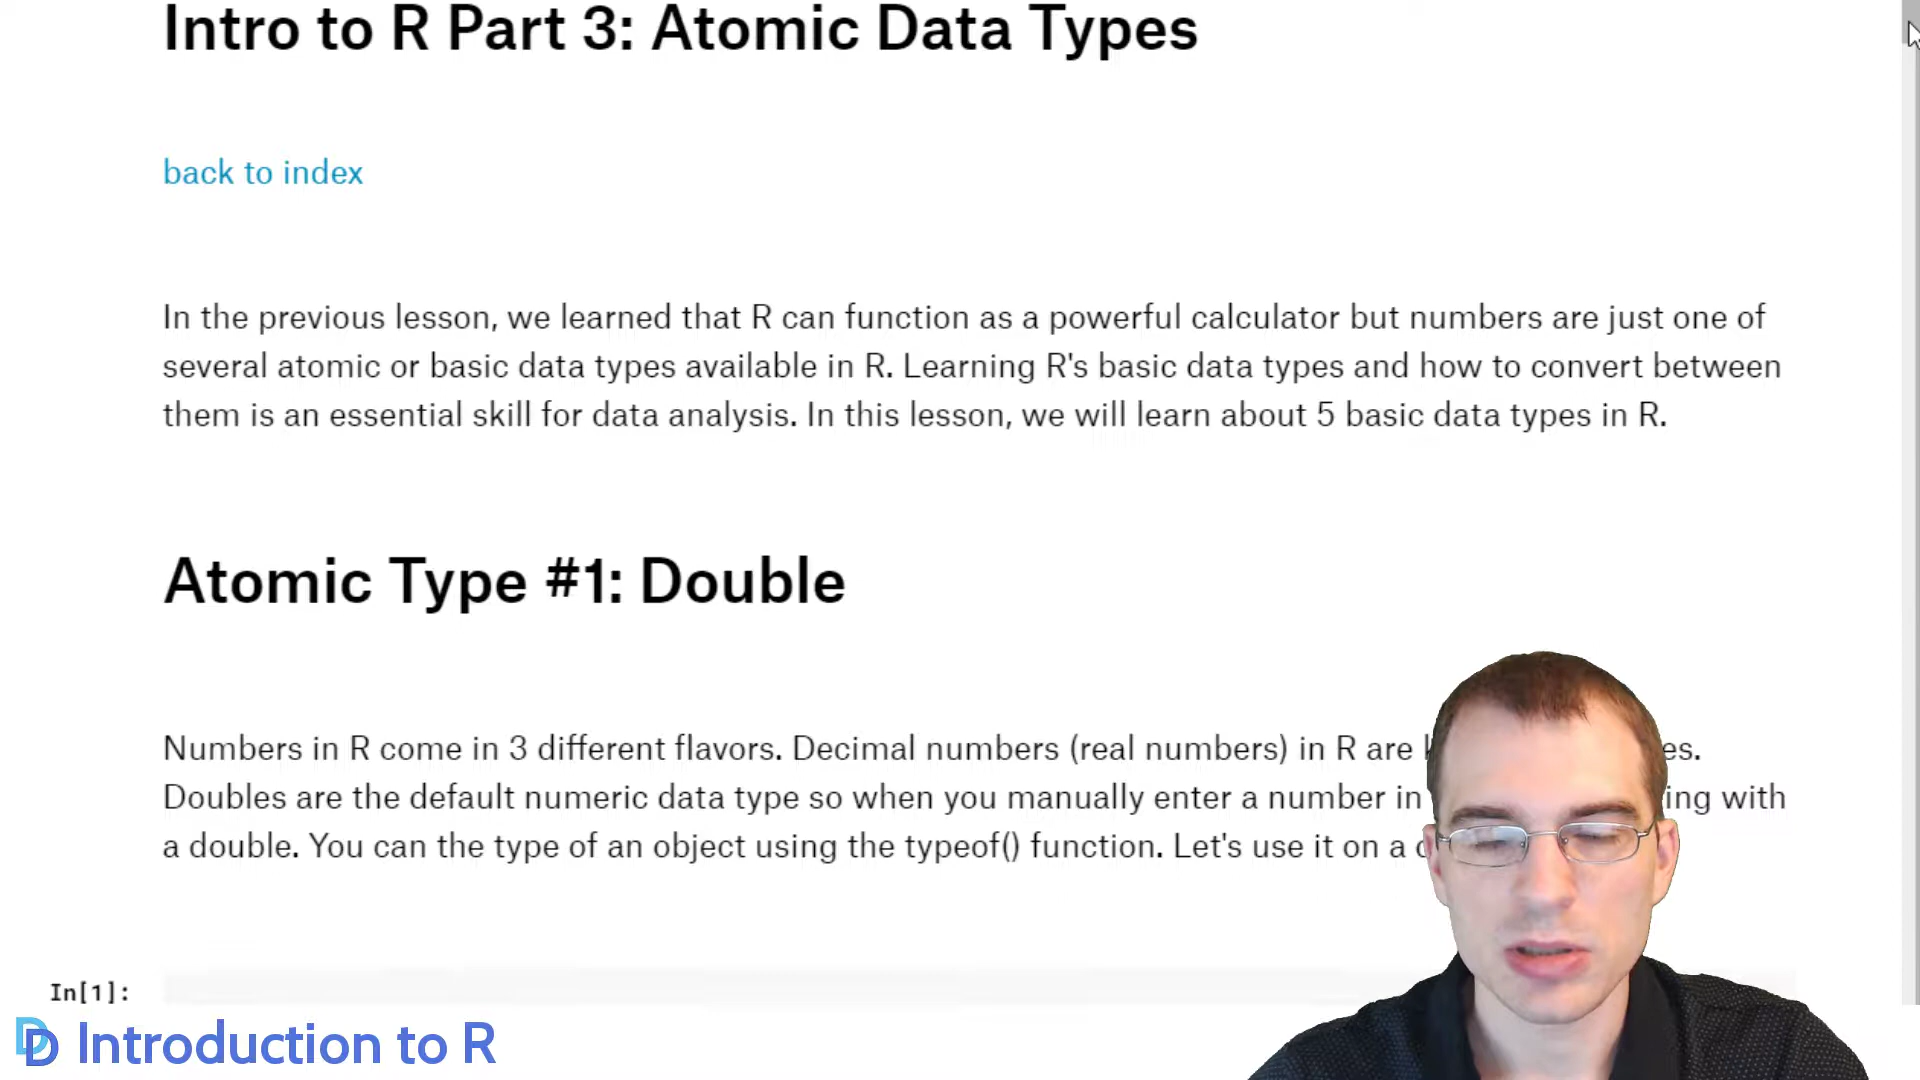 Intro to R Part 3: Atomic Data Types
back to index
In the previous lesson, we learned that R can function as a powerful calculator but numbers are just one of
several atomic or basic data types available in R. Learning R's basic data types and how to convert between
them is an essential skill for data analysis. In this lesson, we will learn about 5 basic data types in R.
Atomic Type #1: Double
Numbers in R come in 3 different flavors. Decimal numbers (real numbers) in R are es.
Doubles are the default numeric data type so when you manually enter a number in ing with
a double. You can the type of an object using the typeof() function. Let's use it on a
In[1]:
D Introduction to R